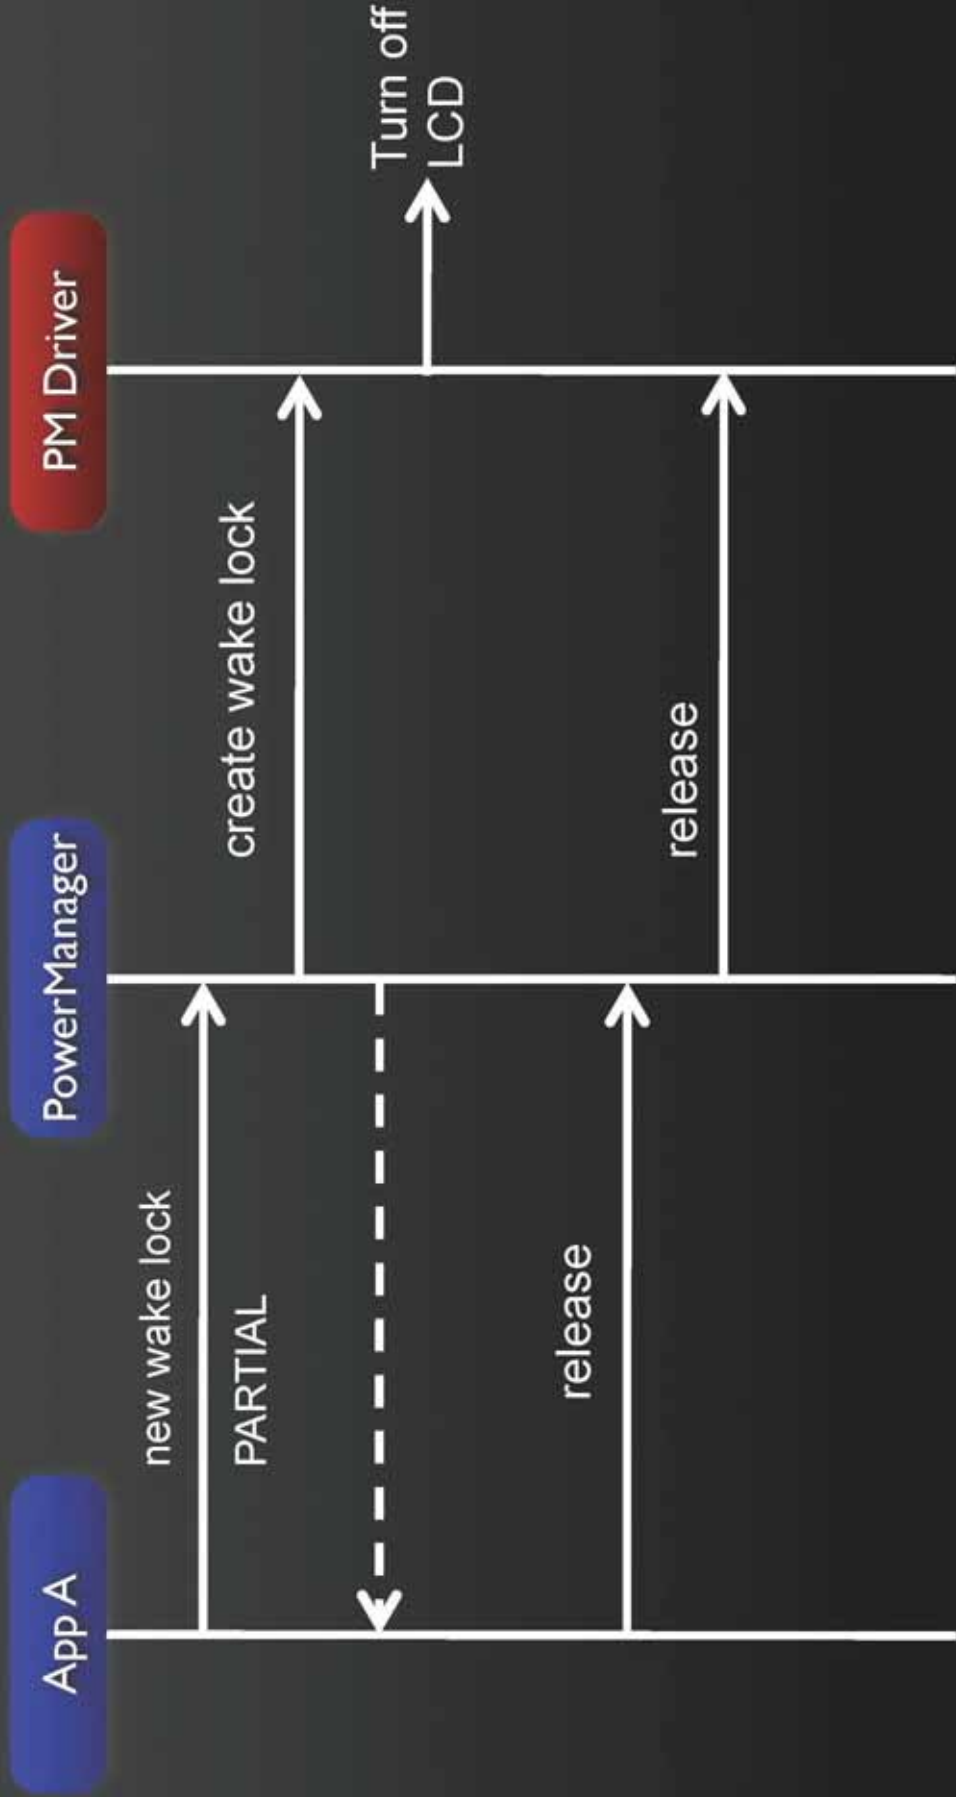 App A
PowerManager
PM Driver
new wake lock
PARTIAL
create wake lock
Turn off
LCD
release
release